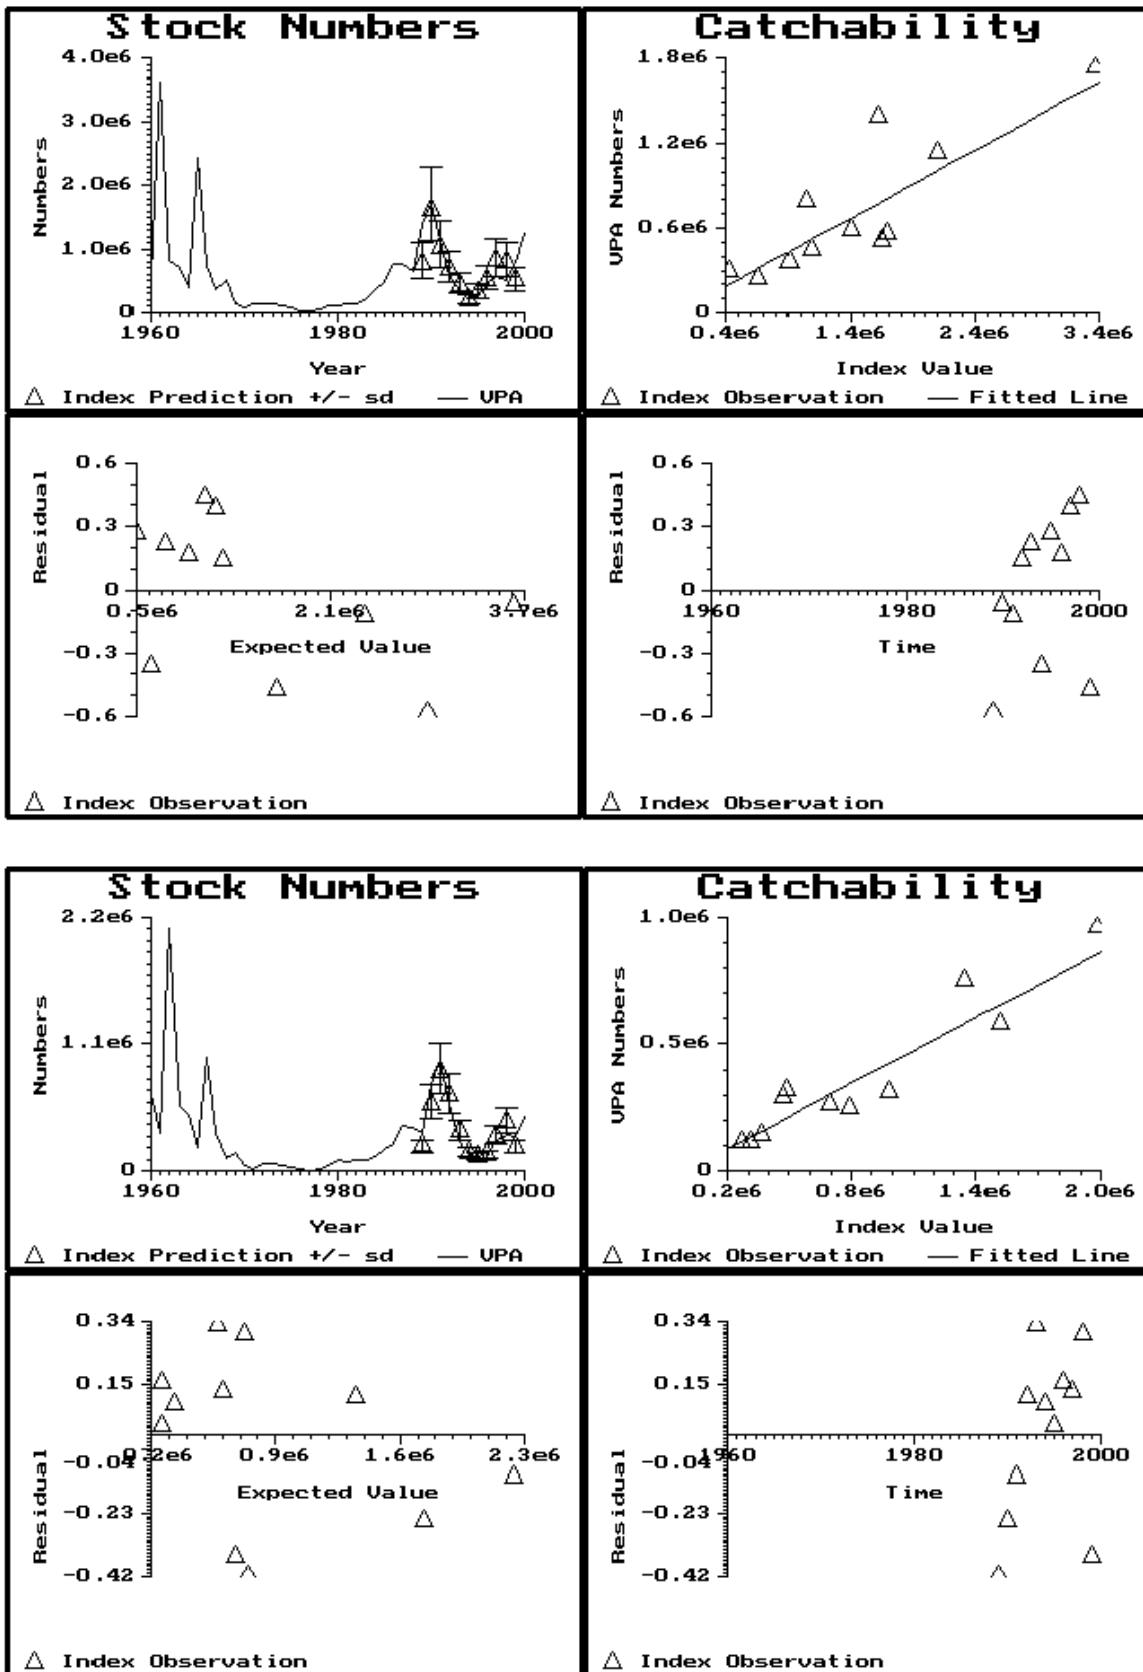 Stock Numbers
4.0e6
3.0e6
2.0e6
1.0e6
0
Numbers
1960 1980 2000
Year
△ Index Prediction +/- sd — VPA
Catchability
1.8e6
1.2e6
0.6e6
0
VPA Numbers
0.4e6 1.4e6 2.4e6 3.4e6
Index Value
△ Index Observation — Fitted Line
0.6
0.3
0
-0.3
-0.6
Residual
0.5e6 2.1e6 3.7e6
Expected Value
△ Index Observation
0.6
0.3
0
-0.3
-0.6
Residual
1960 1980 2000
Time
△ Index Observation
Stock Numbers
2.2e6
1.1e6
0
Numbers
1960 1980 2000
Year
△ Index Prediction +/- sd — VPA
Catchability
1.0e6
0.5e6
0
VPA Numbers
0.2e6 0.8e6 1.4e6 2.0e6
Index Value
△ Index Observation — Fitted Line
0.34
0.15
-0.04
-0.23
-0.42
Residual
0.2e6 0.9e6 1.6e6 2.3e6
Expected Value
△ Index Observation
0.34
0.15
-0.04
-0.23
-0.42
Residual
1960 1980 2000
Time
△ Index Observation